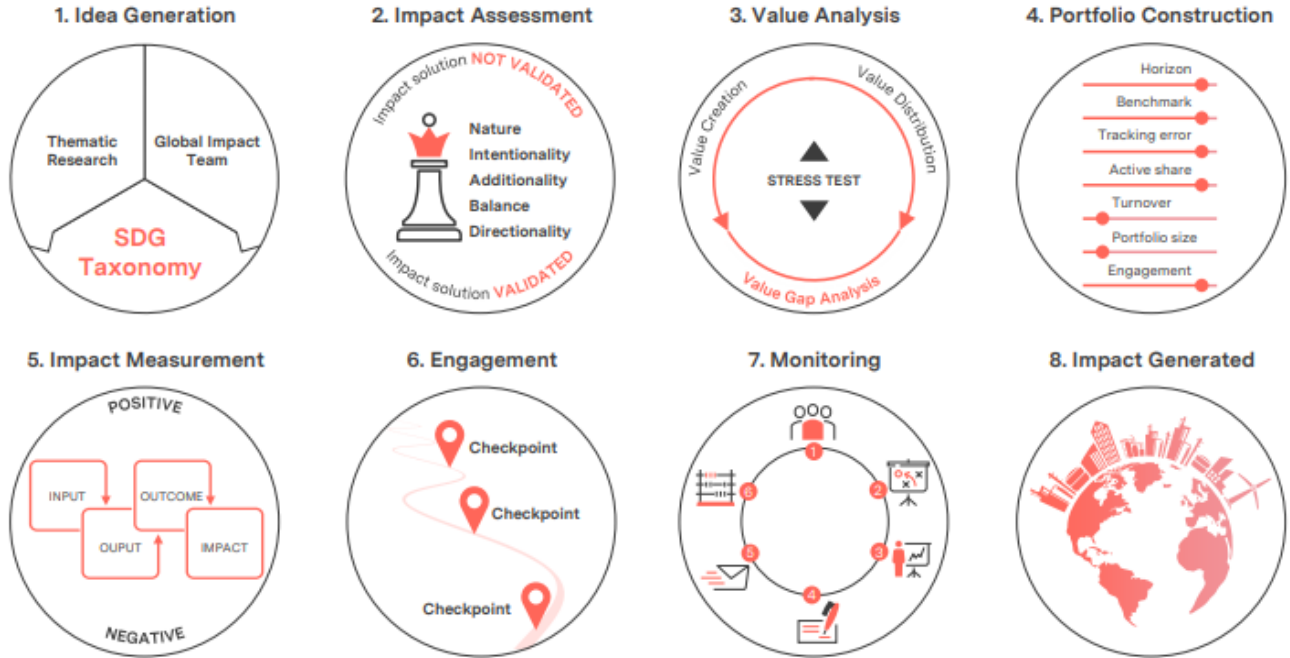 1. Idea Generation
Thematic
Research
Global Impact
Team
SDG
Taxonomy
2. Impact Assessment
Impact solution NOT VALIDATED
Nature
Intentionality
Additionality
Balance
Directionality
Impact solution VALIDATED
3. Value Analysis
Value Creation
Value Distribution
STRESS TEST
Value Gap Analysis
4. Portfolio Construction
Horizon
Benchmark
Tracking error
Active share
Turnover
Portfolio size
Engagement
5. Impact Measurement
POSITIVE
INPUT
OUTCOME
OUPUT
IMPACT
NEGATIVE
6. Engagement
Checkpoint
Checkpoint
Checkpoint
7. Monitoring
1
2
3
4
5
6
8. Impact Generated